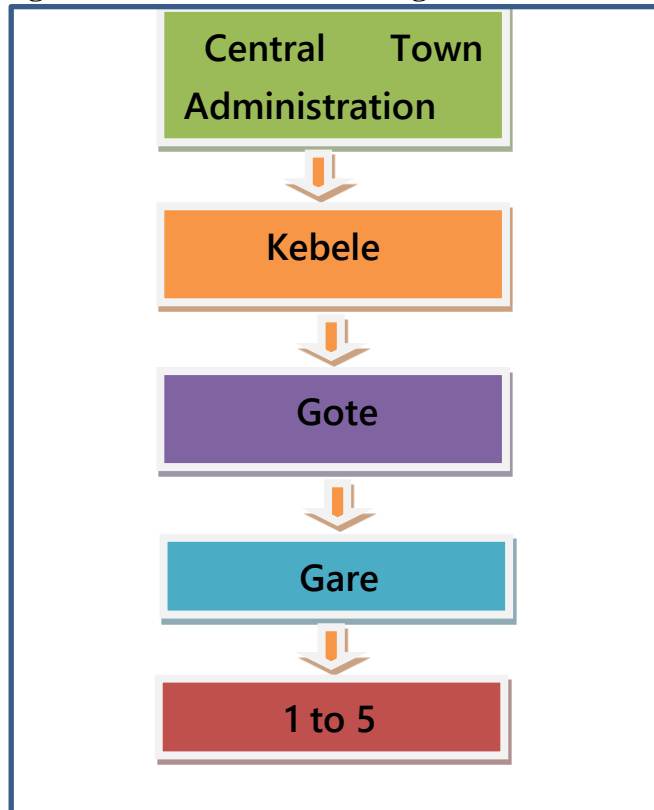 Central Town
Administration
Kebele
Gote
Gare
1 to 5